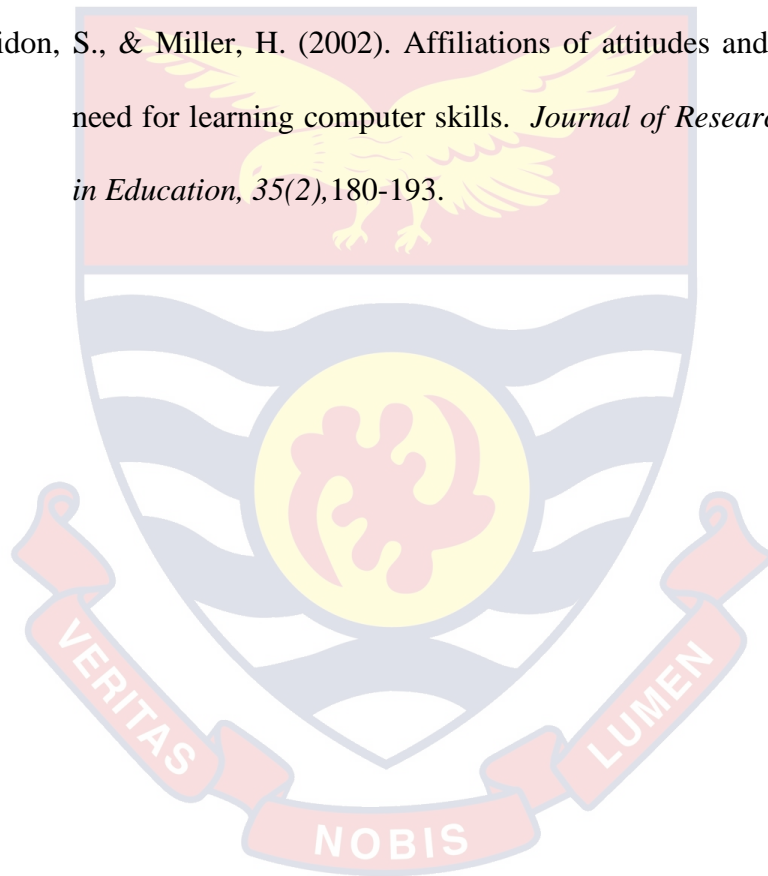 idon, S., & Miller, H. (2002). Affiliations of attitudes and
need for learning computer skills. Journal of Resear
in Education, 35(2),180-193.
VERITAS
NOBIS
LUMEN